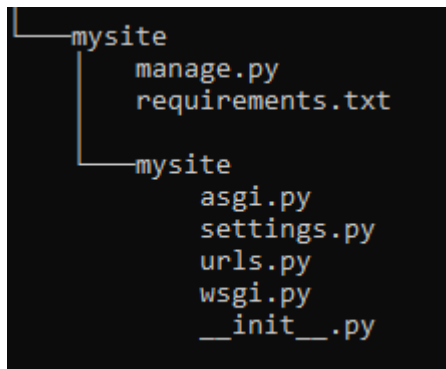 mysite
manage.py
requirements.txt
mysite
asgi.py
settings.py
urls.py
wsgi.py
__init__.py